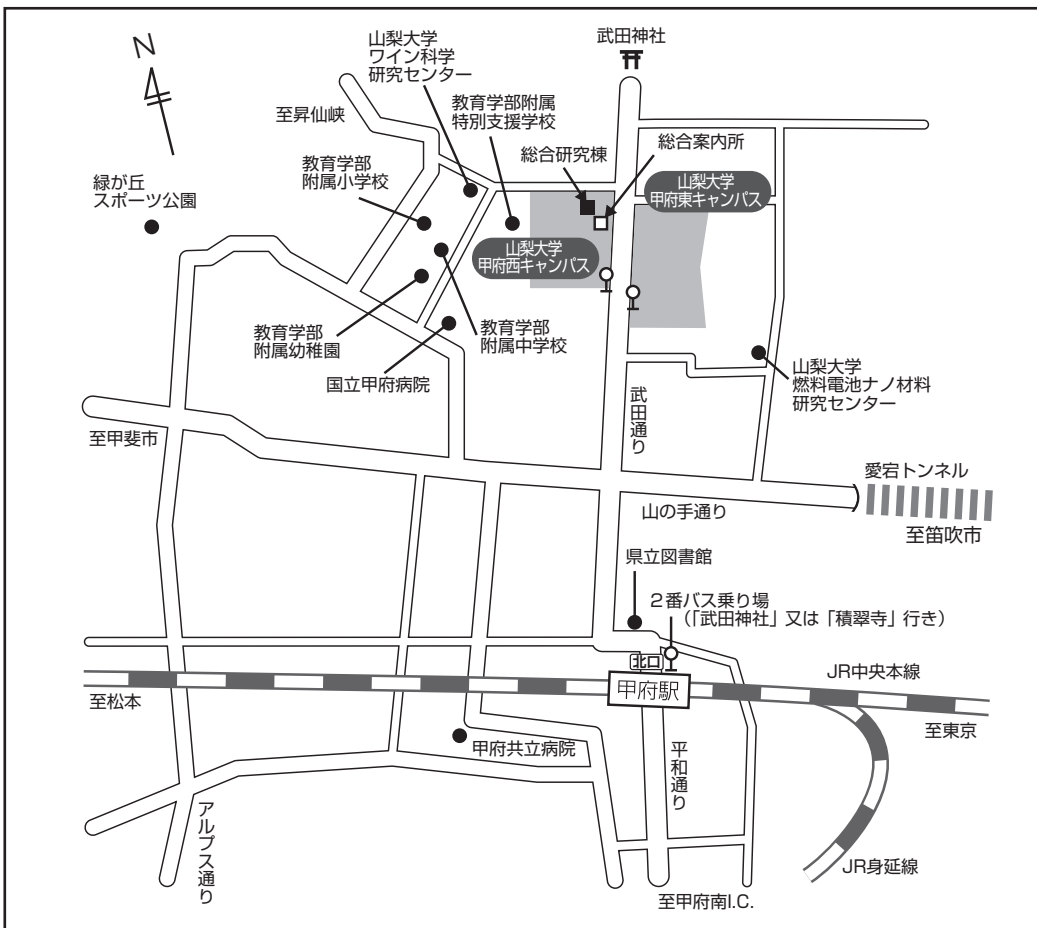 N
武田神社
山梨大学
ワイン科学
研究センター
至昇仙峡
教育学部附属
特別支援学校
総合研究棟
総合案内所
教育学部
附属小学校
山梨大学
甲府東キャンパス
緑が丘
スポーツ公園
山梨大学
甲府西キャンパス
教育学部
附属幼稚園
教育学部
附属中学校
国立甲府病院
山梨大学
燃料電池ナノ材料
研究センター
武田通り
至甲斐市
愛宕トンネル
山の手通り
至笛吹市
県立図書館
2番バス乗り場
(「武田神社」又は「積翠寺」行き)
北口
JR中央本線
甲府駅
至松本
至東京
甲府共立病院
平和通り
アルプス通り
JR身延線
至甲府南I.C.